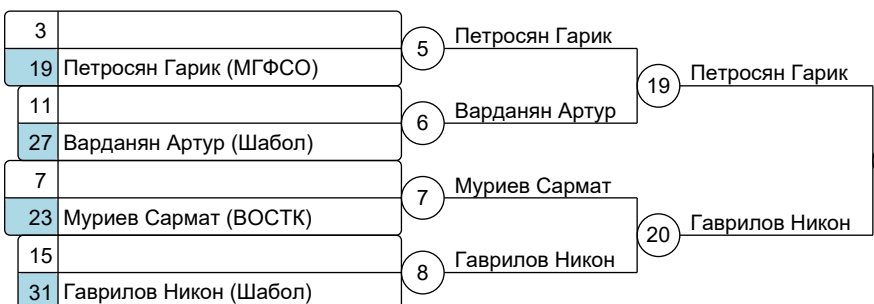 3
5
Петросян Гарик
19 Петросян Гарик (МГФСО)
19
Петросян Гарик
11
6
Варданян Артур
27 Варданян Артур (Шабол)
7
7
Муриев Сармат
23 Муриев Сармат (ВОСТК)
20
Гаврилов Никон
15
8
Гаврилов Никон
31 Гаврилов Никон (Шабол)